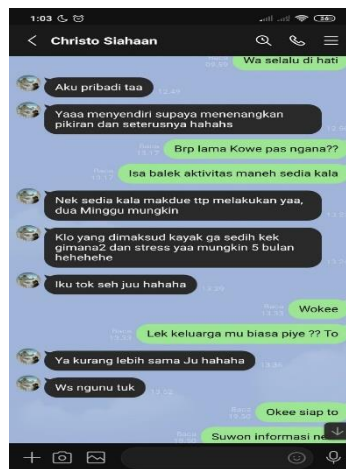 1:03
36
Christo Siahaan
Wa selalu di hati
Aku pribadi taa
12.49
Yaaa menyendiri supaya menenangkan
pikiran dan seterusnya hahahs
Brp lama Kowe pas ngana??
Isa balek aktivitas maneh sedia kala
Nek sedia kala makdue ttp melakukan yaa,
dua Minggu mungkin
Klo yang dimaksud kayak ga sedih kek
gimana2 dan stress yaa mungkin 5 bulan
hehehehe
Iku tok seh juu hahaha
Wokee
Lek keluarga mu biasa piye ?? To
Ya kurang lebih sama Ju hahaha
Ws ngunu tuk
Okee siap to
Suwon informasi ne